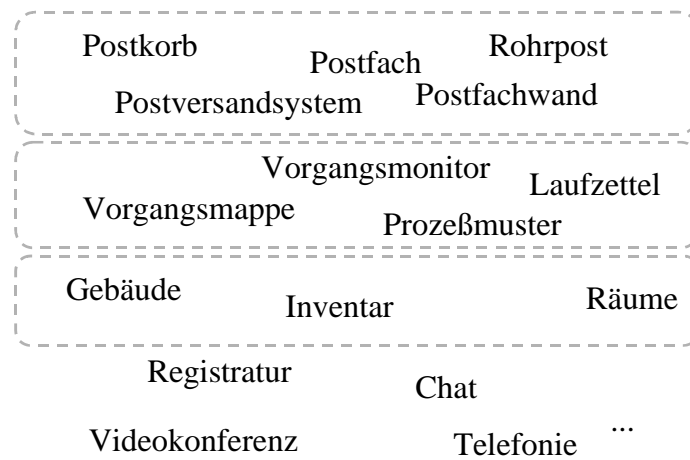 Postkorb
Postfach
Rohrpost
Postversandsystem
Postfachwand
Vorgangsmonitor
Laufzettel
Vorgangsmappe
Prozeßmuster
Gebäude
Inventar
Räume
Registratur
Chat
Videokonferenz
Telefonie
...